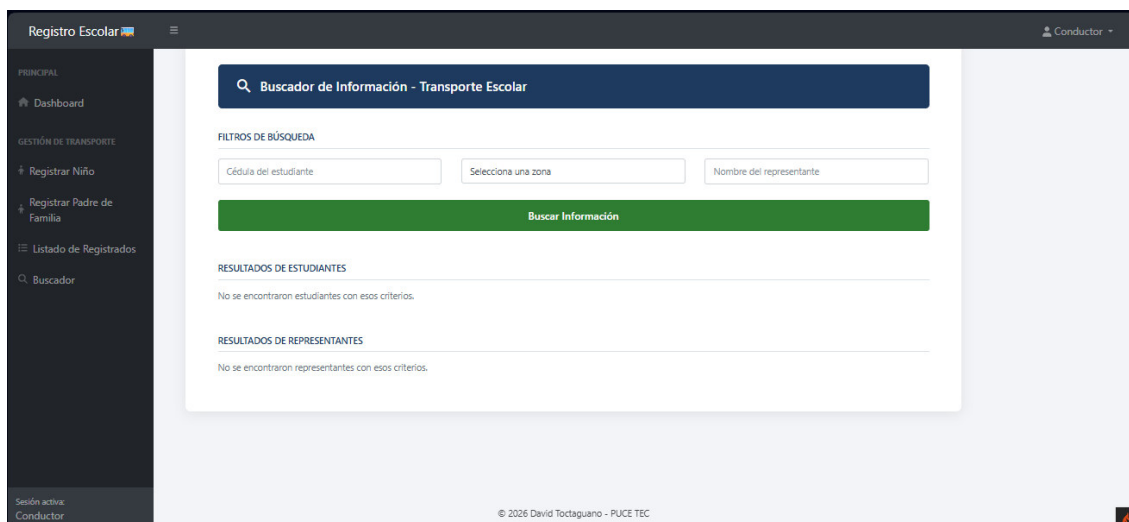 Registro Escolar
Conductor
PRINCIPAL
Dashboard
GESTIÓN DE TRANSPORTE
Registrar Niño
Registrar Padre de
Familia
Listado de Registrados
Buscador
Sesión activa:
Conductor
Buscador de Información - Transporte Escolar
FILTROS DE BÚSQUEDA
Cédula del estudiante
Selecciona una zona
Nombre del representante
Buscar Información
RESULTADOS DE ESTUDIANTES
No se encontraron estudiantes con esos criterios.
RESULTADOS DE REPRESENTANTES
No se encontraron representantes con esos criterios.
© 2026 David Toctaguano - PUCE TEC